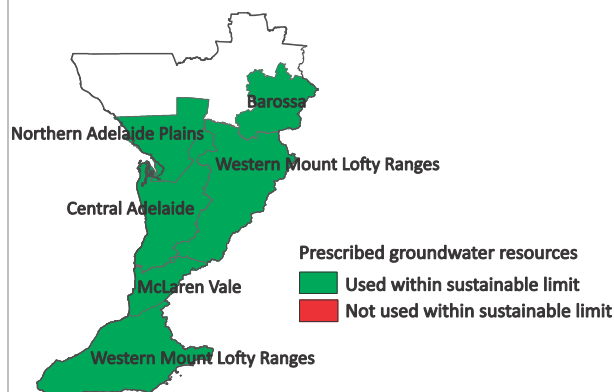 Barossa
Northern Adelaide Plains
Western Mount Lofty Ranges
Central Adelaide
Prescribed groundwater resources
Used within sustainable limit
McLaren Vale
Not used within sustainable limit
Western Mount Lofty Ranges